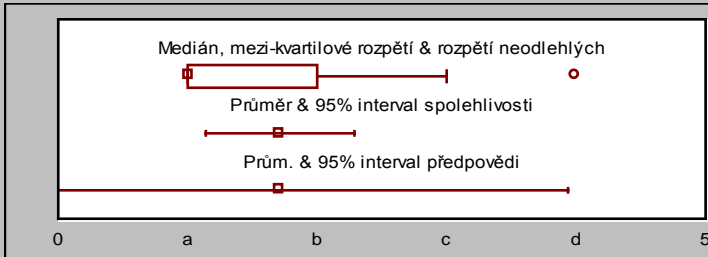 Medián, mezi-kvartilové rozpětí & rozpětí neodlehlých
Průměr & 95% interval spolehlivosti
Prům. & 95% interval předpovědi
0 a b c d 5